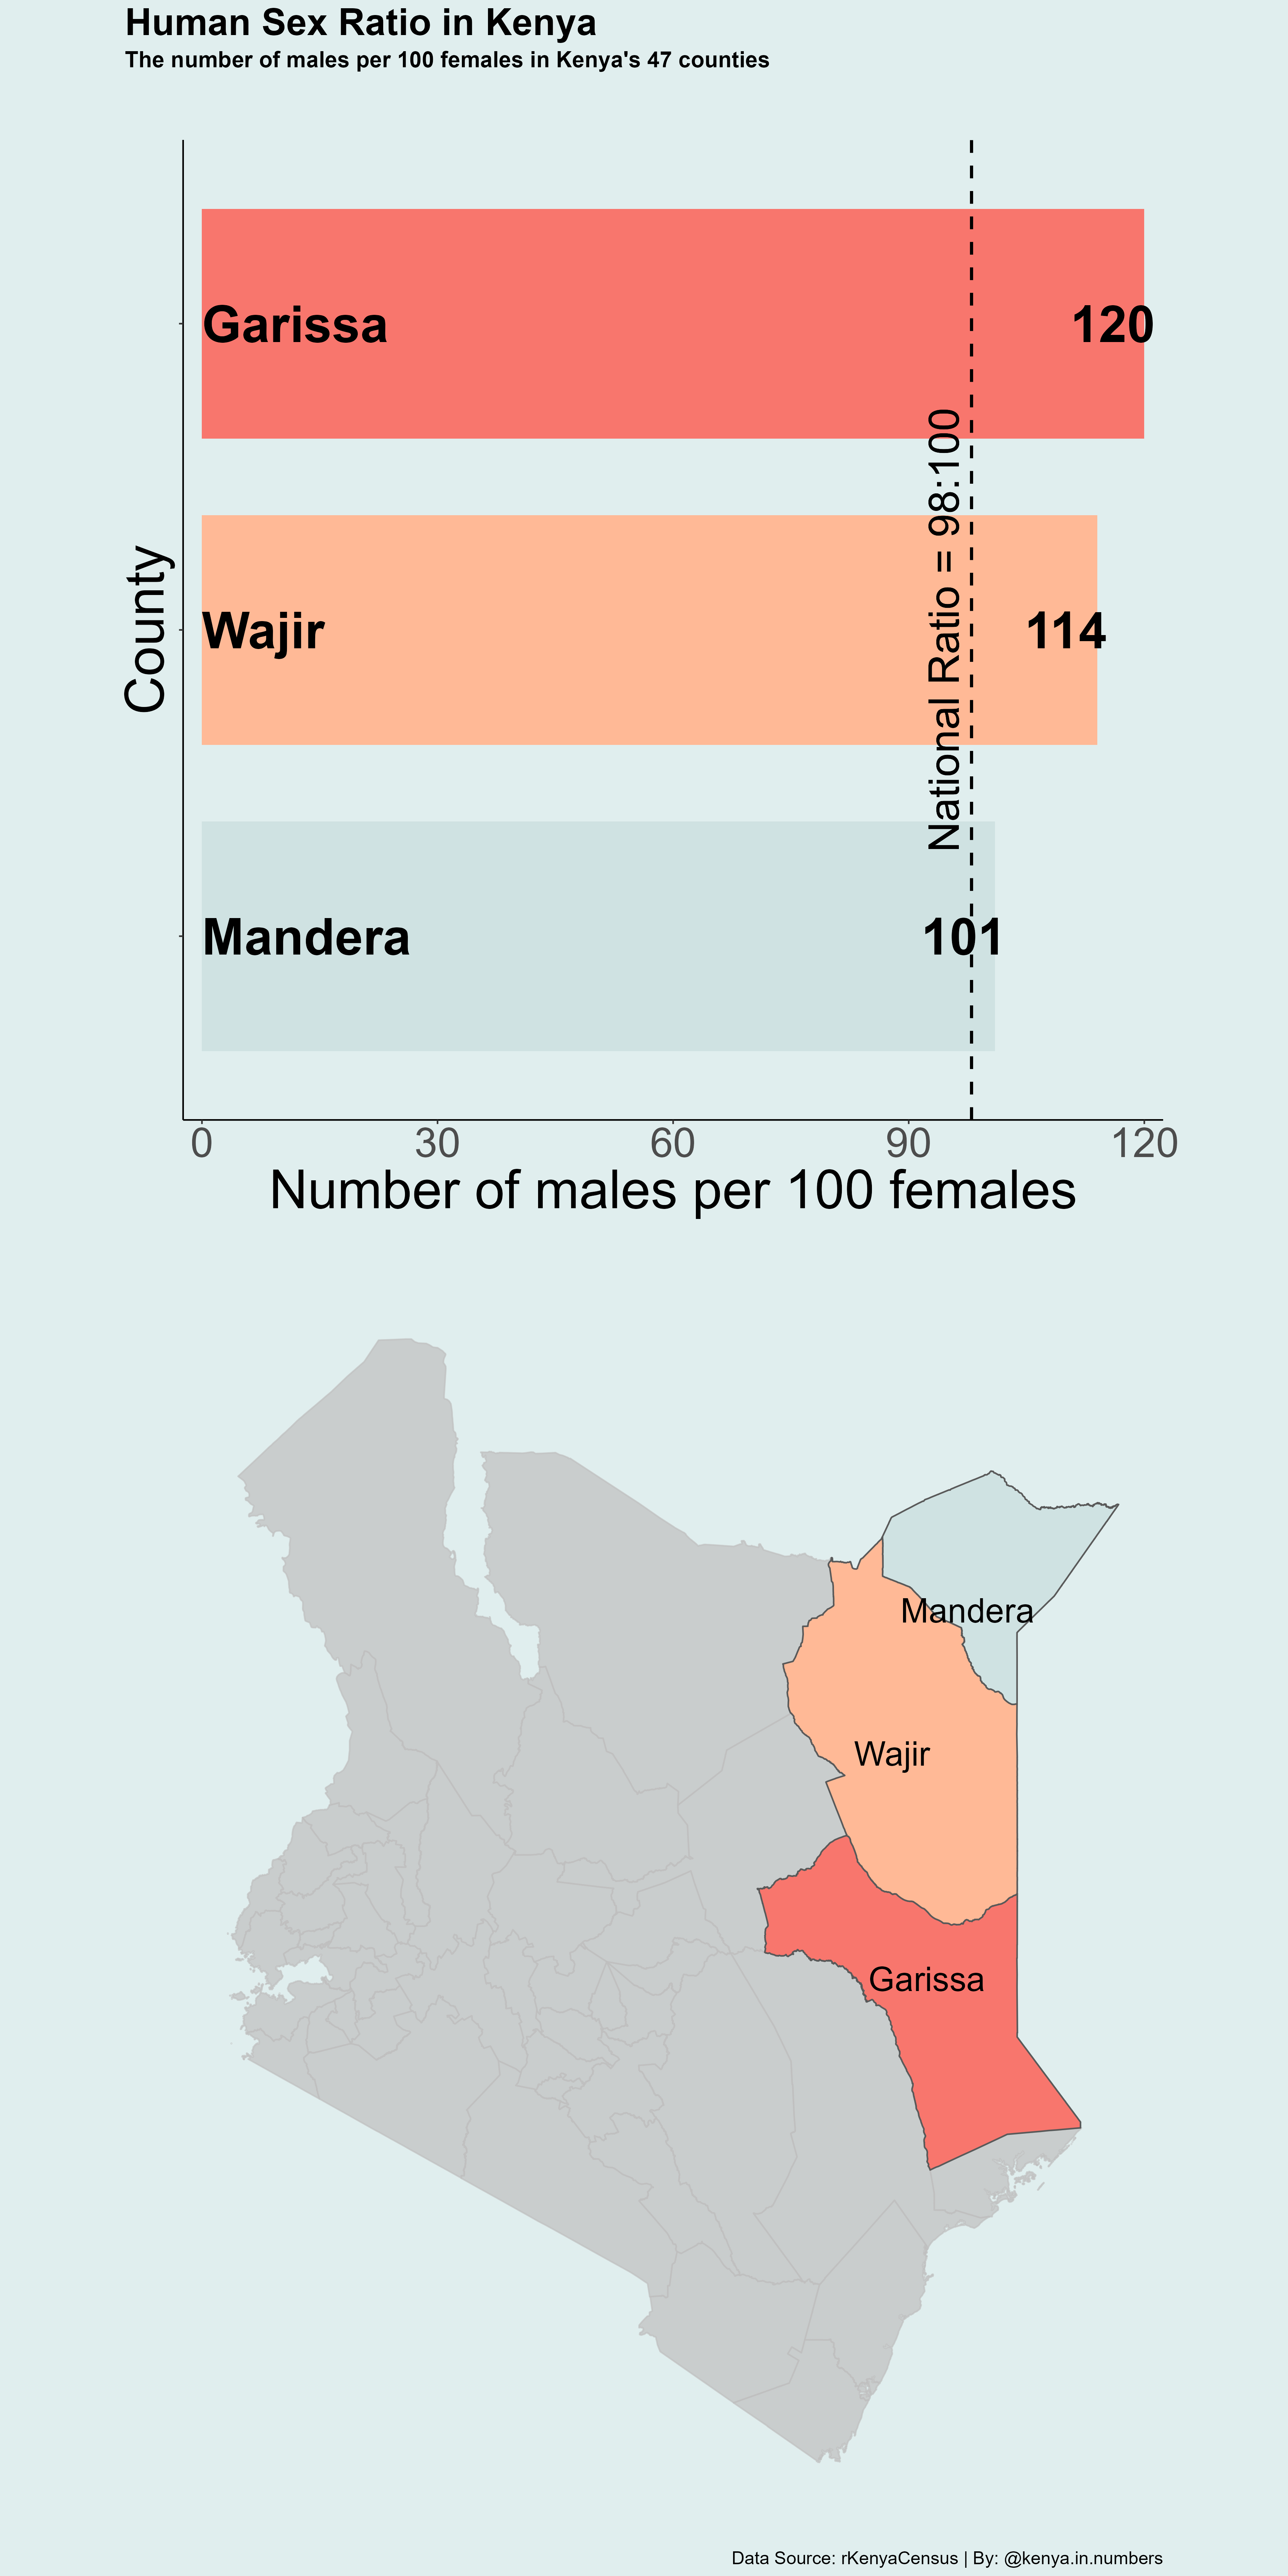 Human Sex Ratio in Kenya
The number of males per 100 females in Kenya's 47 counties
County
Garissa
120
Wajir
114
Mandera
101
National Ratio = 98:100
0 30 60 90 120
Number of males per 100 females
Mandera
Wajir
Garissa
Data Source: rKenyaCensus | By: @kenya.in.numbers